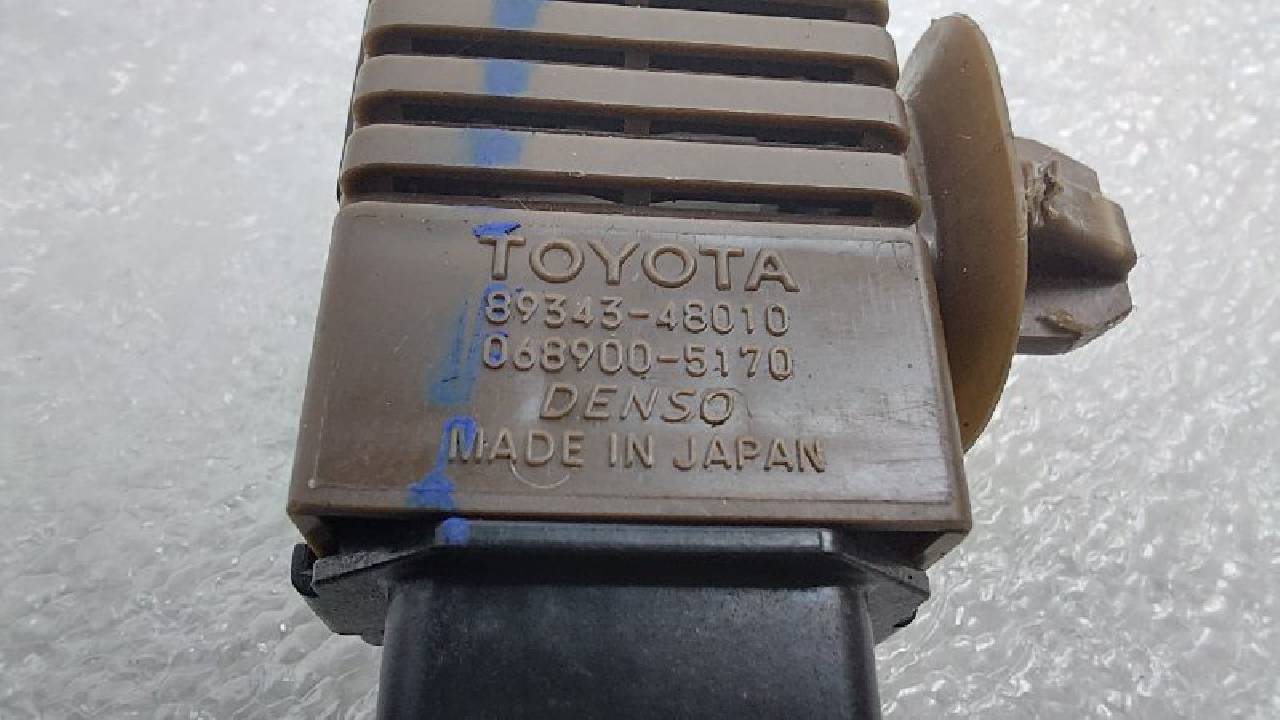 TOYOTA
89343-48010
068900-5170
DENSO
MADE IN JAPAN